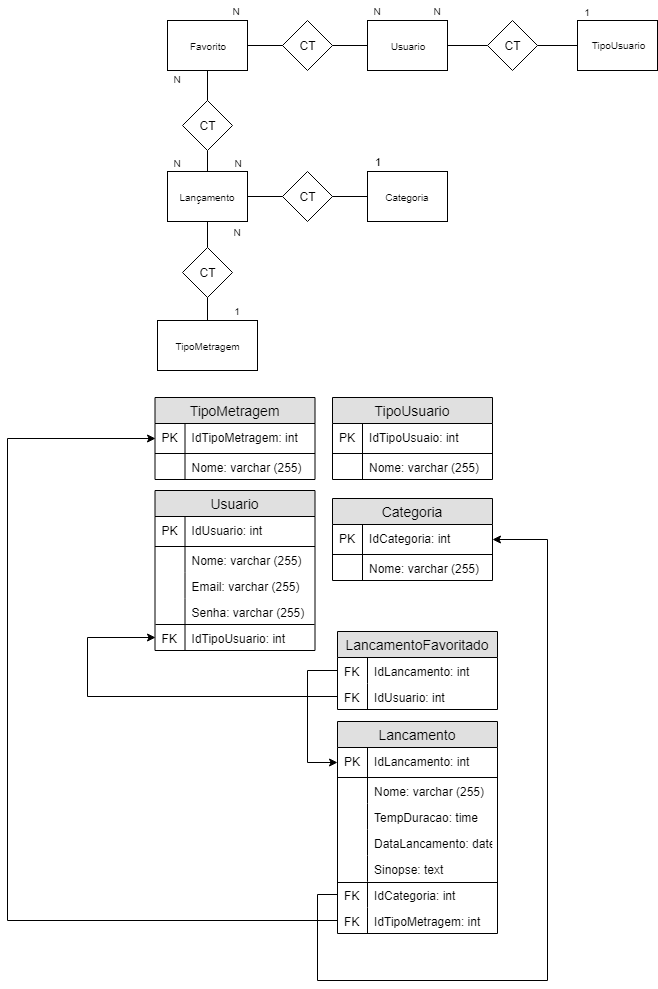 N N N 1
Favorito CT Usuario CT TipoUsuario
N
CT
N N 1
Lançamento CT Categoria
N
CT
1
TipoMetragem
TipoMetragem
PK IdTipoMetragem: int
Nome: varchar (255)
TipoUsuario
PK IdTipoUsuaio: int
Nome: varchar (255)
Usuario
PK IdUsuario: int
Nome: varchar (255)
Email: varchar (255)
Senha: varchar (255)
FK IdTipoUsuario: int
Categoria
PK IdCategoria: int
Nome: varchar (255)
LancamentoFavoritado
FK IdLancamento: int
FK IdUsuario: int
Lancamento
PK IdLancamento: int
Nome: varchar (255)
TempDuracao: time
DataLancamento: date
Sinopse: text
FK IdCategoria: int
FK IdTipoMetragem: int